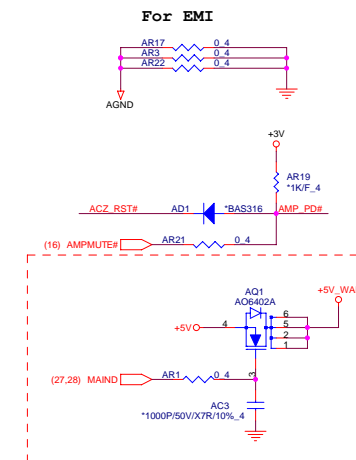 For EMI
AR17 0_4
AR3 0_4
AR22 0_4
AGND
+3V
AR19
*1K/F_4
ACZ_RST# AD1 *BAS316 AMP_PD#
(16) AMPMUTE# AR21 0_4
AQ1
AO6402A
+5V_WA
6
+5V 4 5
2
1
3
(27,28) MAIND AR1 0_4
AC3
*1000P/50V/X7R/10%_4